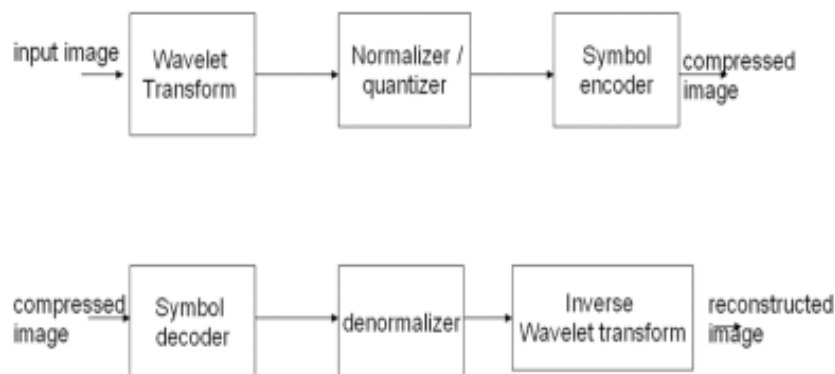 input image
Wavelet
Transform
Normalizer /
quantizer
Symbol
encoder
compressed
image
compressed
image
Symbol
decoder
denormalizer
Inverse
Wavelet transform
reconstructed
image